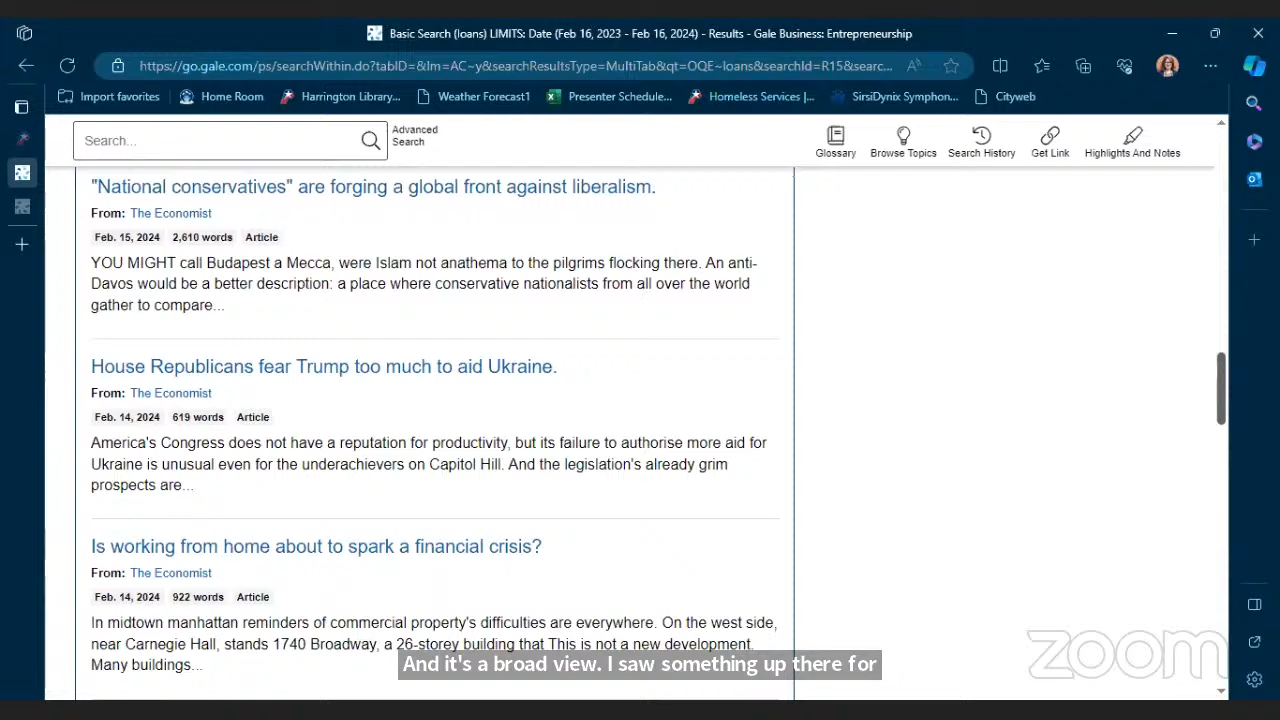 Basic Search (loans) LIMITS: Date (Feb 16, 2023 - Feb 16, 2024) - Results - Gale Business: Entrepreneurship
https://go.gale.com/ps/searchWithin.do?tabID=&lm=AC~y&searchResultsType=MultiTab&qt=OQE~loans&searchId=R15&searc...
Import favorites Home Room Harrington Library,... Weather Forecast1 Presenter Schedule,... Homeless Services |,... SirsiDynix Symphon... Cityweb
Search... Advanced
Search
Glossary Browse Topics Search History Get Link Highlights And Notes
"National conservatives" are forging a global front against liberalism.
From: The Economist
Feb. 15, 2024 2,610 words Article
YOU MIGHT call Budapest a Mecca, were Islam not anathema to the pilgrims flocking there. An anti-
Davos would be a better description: a place where conservative nationalists from all over the world
gather to compare...
House Republicans fear Trump too much to aid Ukraine.
From: The Economist
Feb. 14, 2024 619 words Article
America's Congress does not have a reputation for productivity, but its failure to authorise more aid for
Ukraine is unusual even for the underachievers on Capitol Hill. And the legislation's already grim
prospects are...
Is working from home about to spark a financial crisis?
From: The Economist
Feb. 14, 2024 922 words Article
In midtown manhattan reminders of commercial property's difficulties are everywhere. On the west side,
near Carnegie Hall, stands 1740 Broadway, a 26-storey building that This is not a new development.
Many buildings...
And it's a broad view. I saw something up there for
zoom